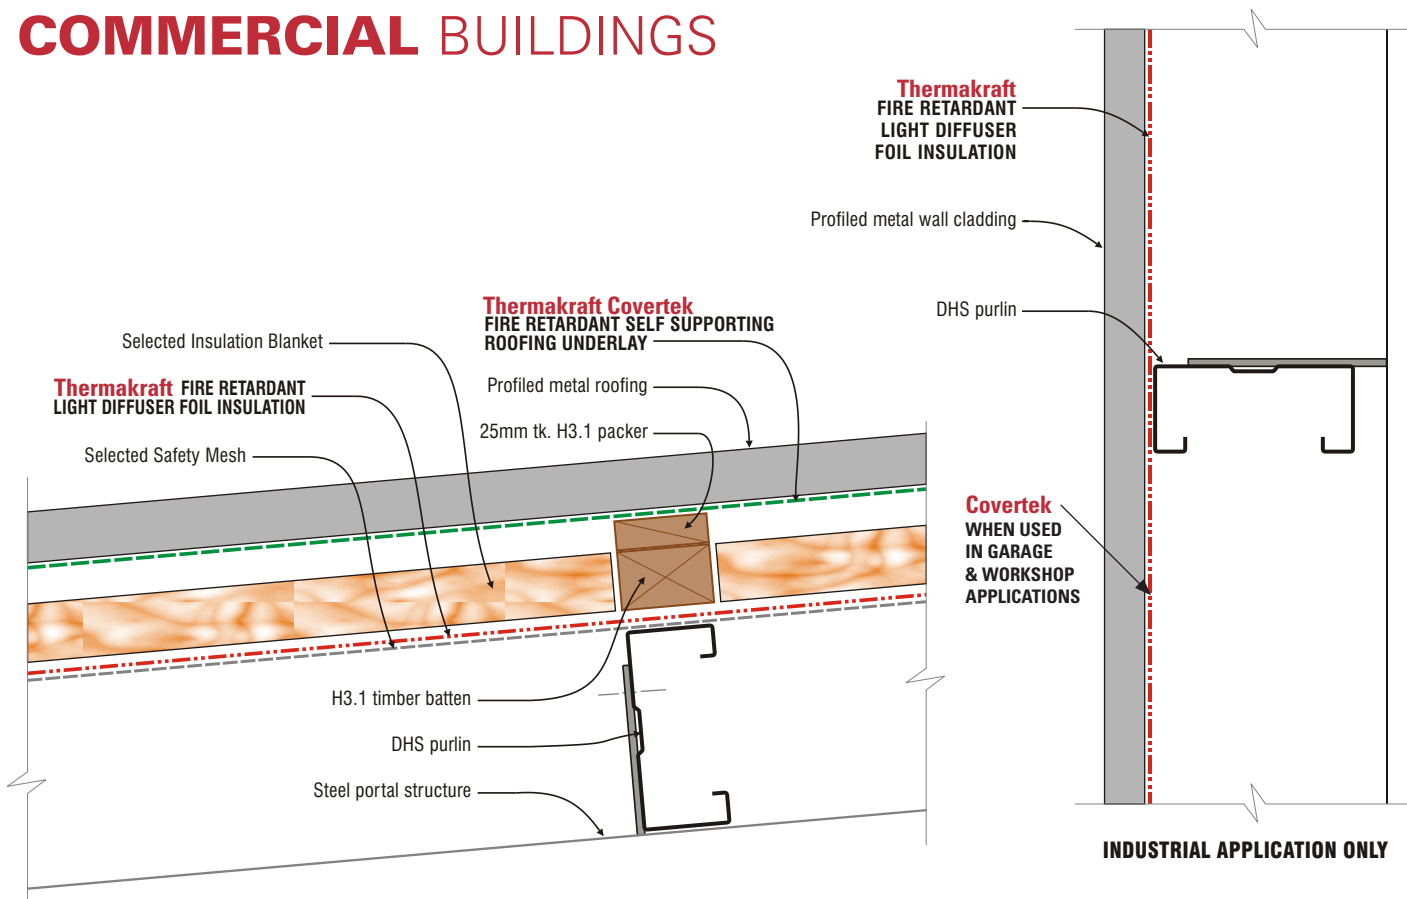 COMMERCIAL BUILDINGS
Thermakraft
FIRE RETARDANT
LIGHT DIFFUSER
FOIL INSULATION
Profiled metal wall cladding
DHS purlin
Thermakraft Covertek
FIRE RETARDANT SELF SUPPORTING
ROOFING UNDERLAY
Selected Insulation Blanket
Thermakraft FIRE RETARDANT
LIGHT DIFFUSER FOIL INSULATION
Profiled metal roofing
25mm tk. H3.1 packer
Selected Safety Mesh
Covertek
WHEN USED
IN GARAGE
& WORKSHOP
APPLICATIONS
H3.1 timber batten
DHS purlin
Steel portal structure
INDUSTRIAL APPLICATION ONLY